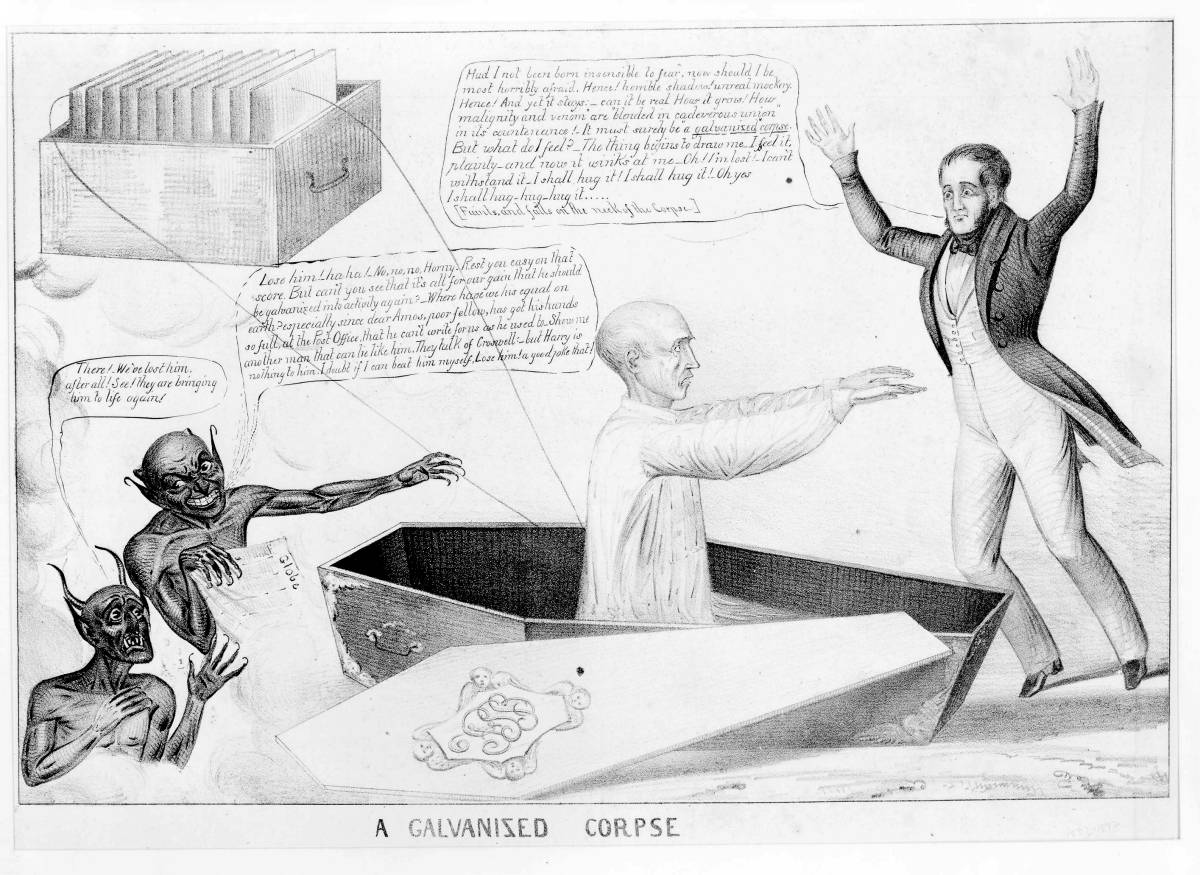 Had I not been born insensible to fear, now should I be
most horribly afraid. Hence! horrible shadow! unreal mockery.
Hence! And yet it stays:- can it be real. How it grows! How
malignity and venom are "blended in cadeverous union"
in its countenance!- It must surely be "a galvanized corpse."
But what do I feel?- The thing begins to draw me- I feel it,
plainly- and now it winks at me- Oh! I'm lost!- I can't
withstand it- I shall hug it! I shall hug it!- Oh yes
I shall hug-hug-hug it.....
[Faints, and falls on the neck of the Corpse-]
Lose him! ha ha!- No, no, no, Horny- Rest you easy on that
score. But can't you see that it's all for our gain that he should
be galvanized into activity again?- Where have we his equal on
earth? especially since dear Amos, poor fellow, has got his hands
so full, at the Post Office, that he can't write for us as he used to- Show me
another man that can lie like him- They talk of Croswell!- but Harry is
nothing to him- I doubt if I can beat him myself. Lose him! a good joke that!
There!- We've lost him,
after all! See! they are bringing
him to life again!
Globe
A GALVANIZED CORPSE